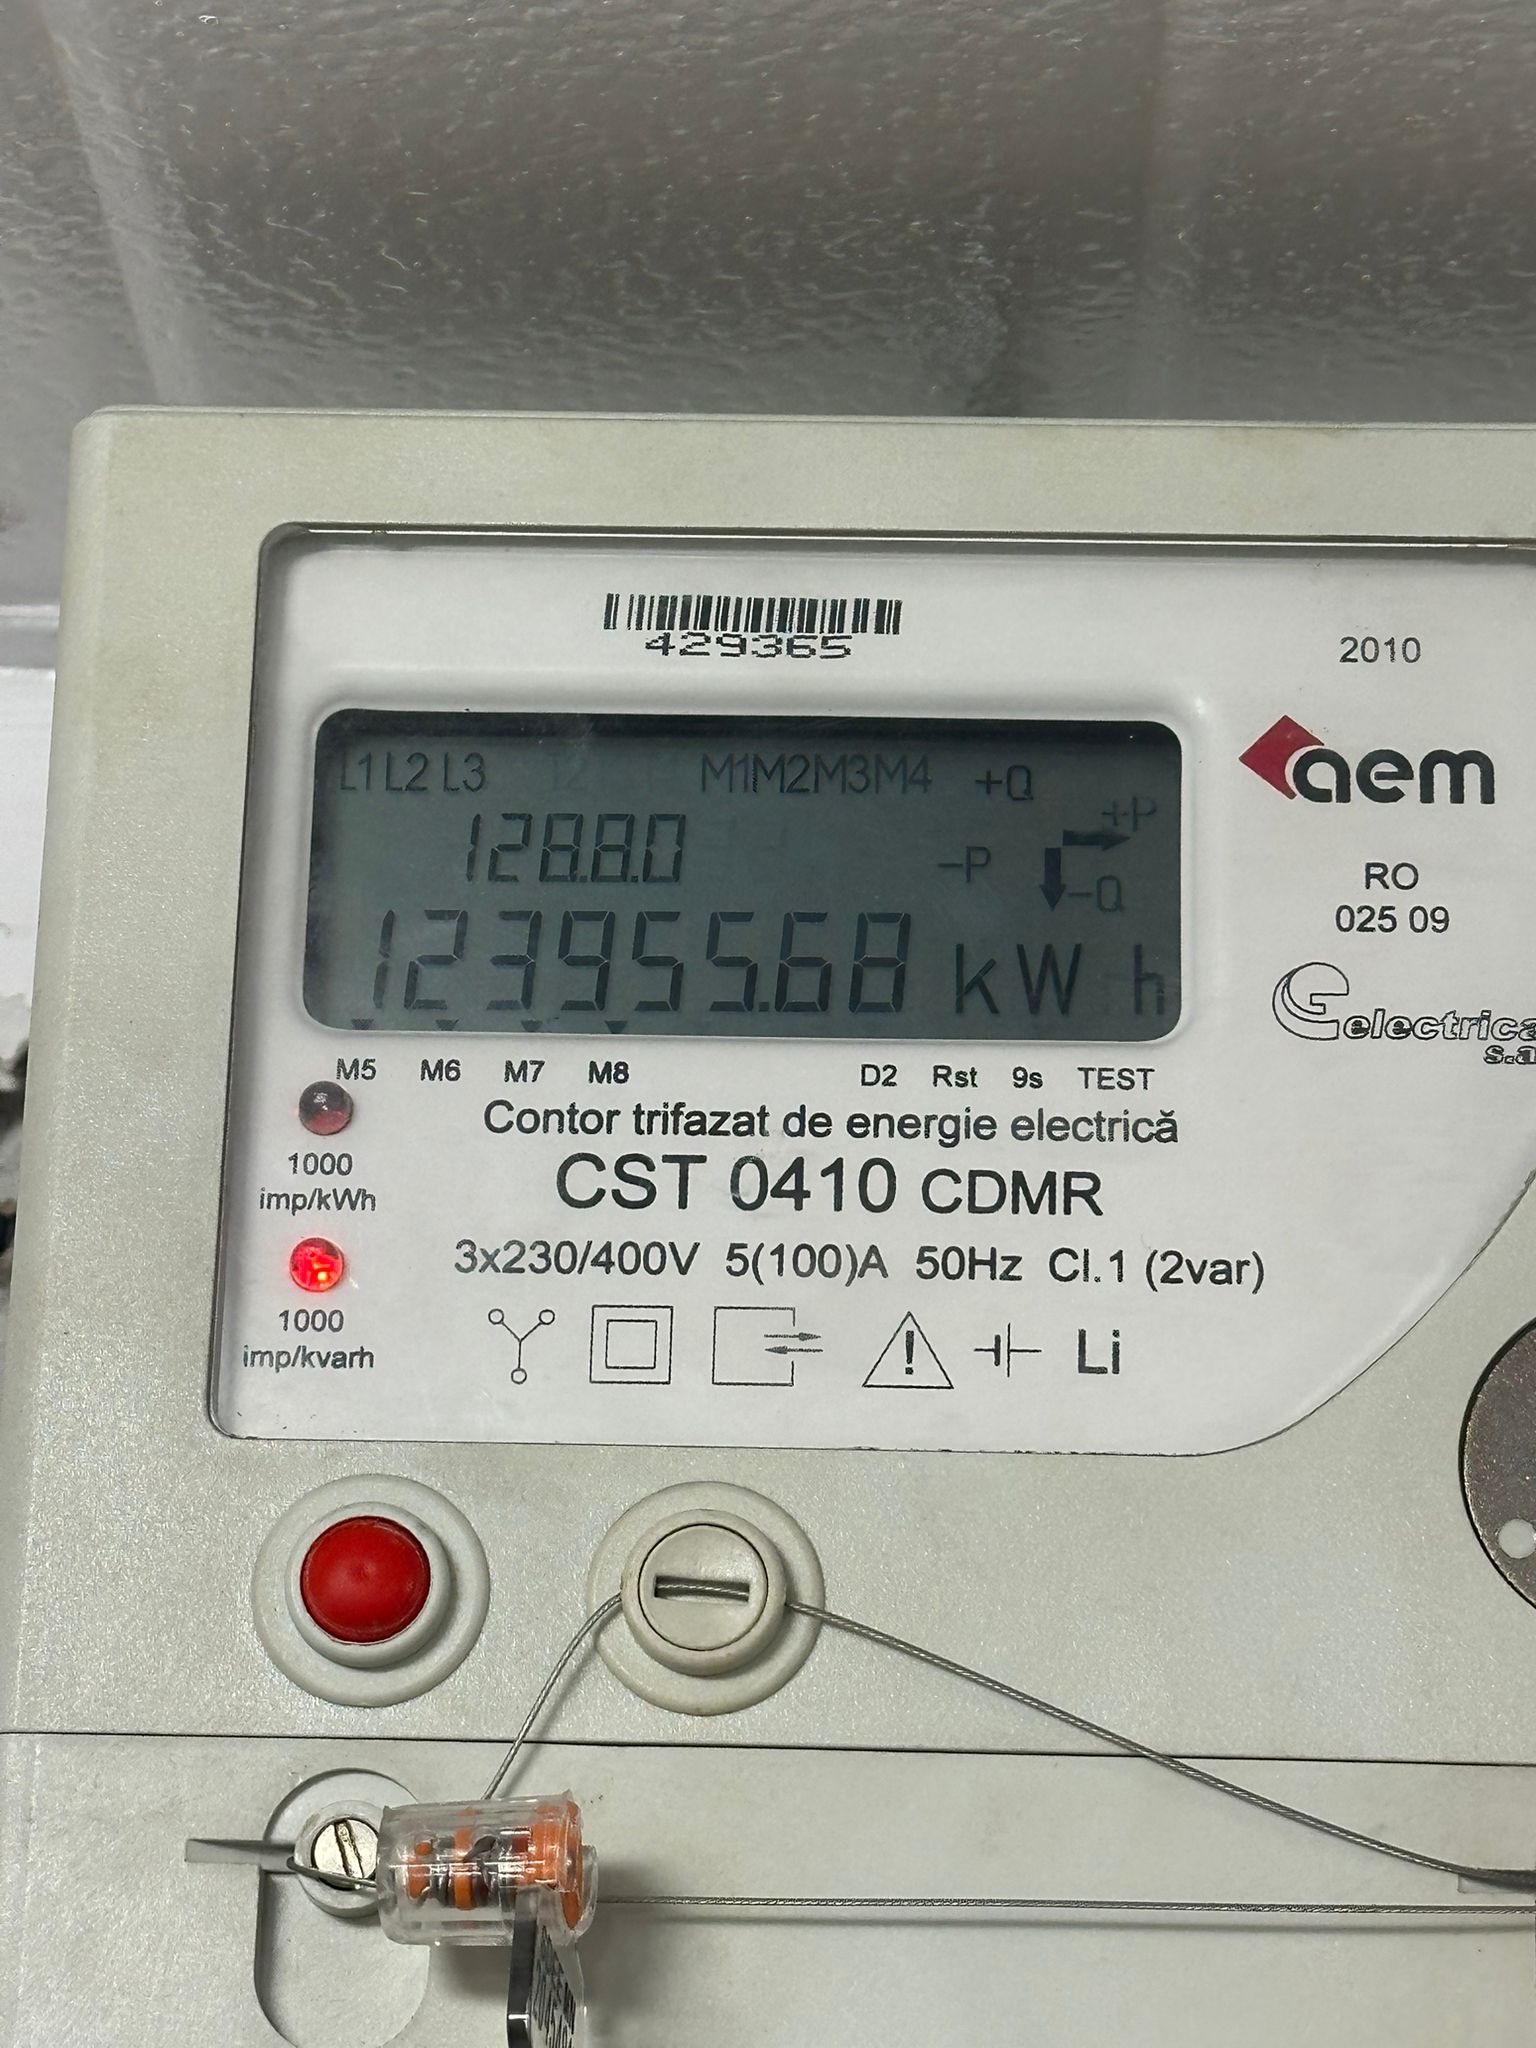 429365
2010
aem
L1 L2 L3 M1M2M3M4 +Q
+P
128.8.0
-P
-Q
123955.68 kWh
RO
025 09
electrica
s.a
M5 M6 M7 M8 D2 Rst 9s TEST
Contor trifazat de energie electrică
1000
imp/kWh
CST 0410 CDMR
3x230/400V 5(100)A 50Hz Cl.1 (2var)
1000
imp/kvarh
! Li